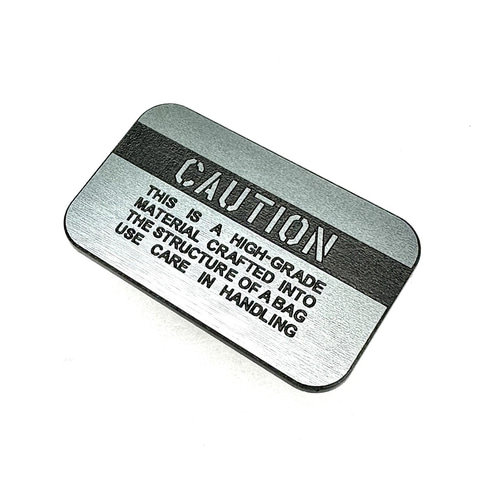 CAUTION
THIS IS A HIGH-GRADE
MATERIAL CRAFTED INTO
THE STRUCTURE OF A BAG
USE CARE IN HANDLING